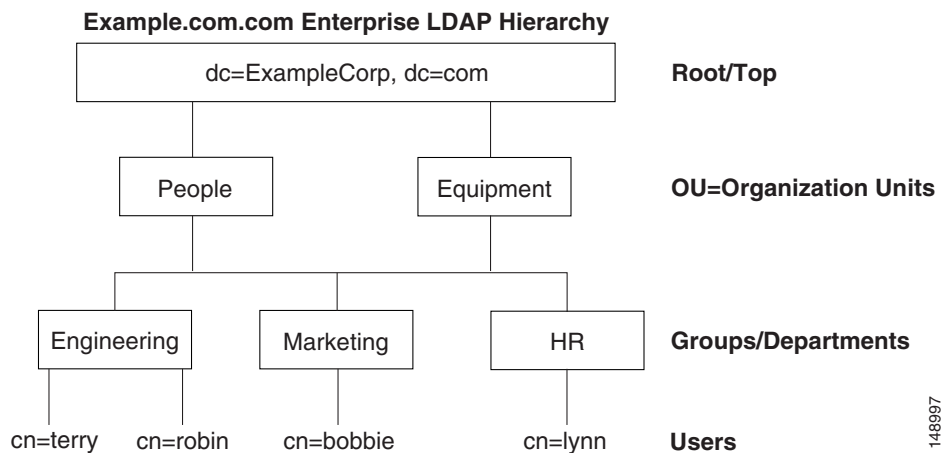 Example.com.com Enterprise LDAP Hierarchy
dc=ExampleCorp, dc=com
Root/Top
People
Equipment
OU=Organization Units
Engineering
Marketing
HR
Groups/Departments
cn=terry
cn=robin
cn=bobbie
cn=lynn
Users
148997